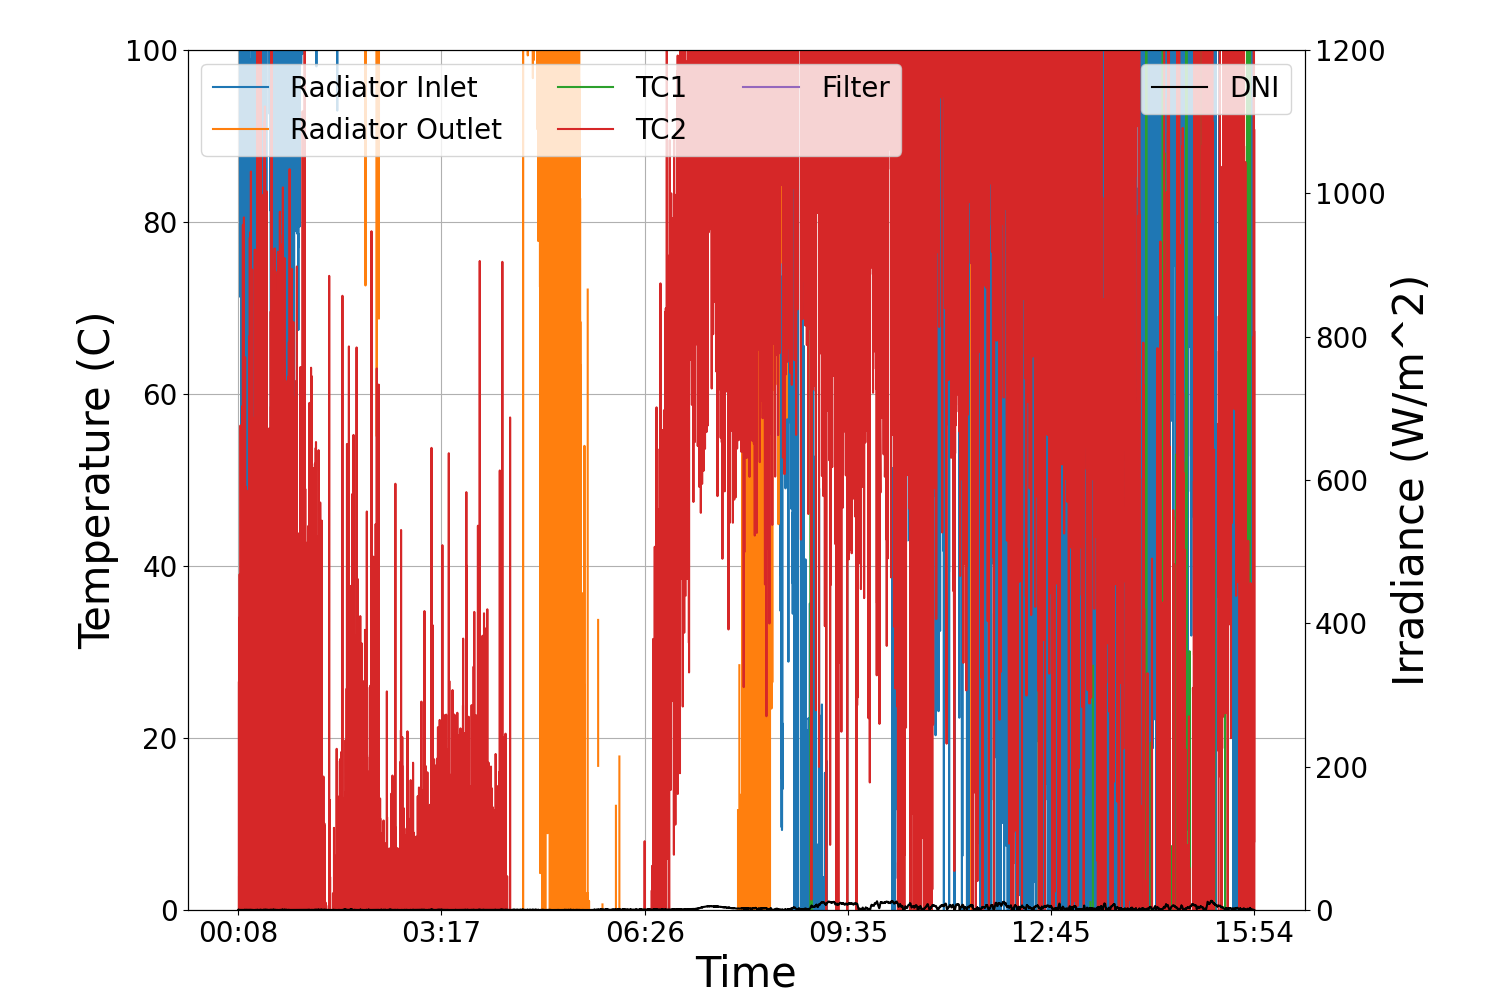 Radiator Inlet
Radiator Outlet
TC1
TC2
Filter
DNI
100
80
60
40
20
0
1200
1000
800
600
400
200
0
Temperature (C)
Irradiance (W/m^2)
00:08 03:17 06:26 09:35 12:45 15:54
Time